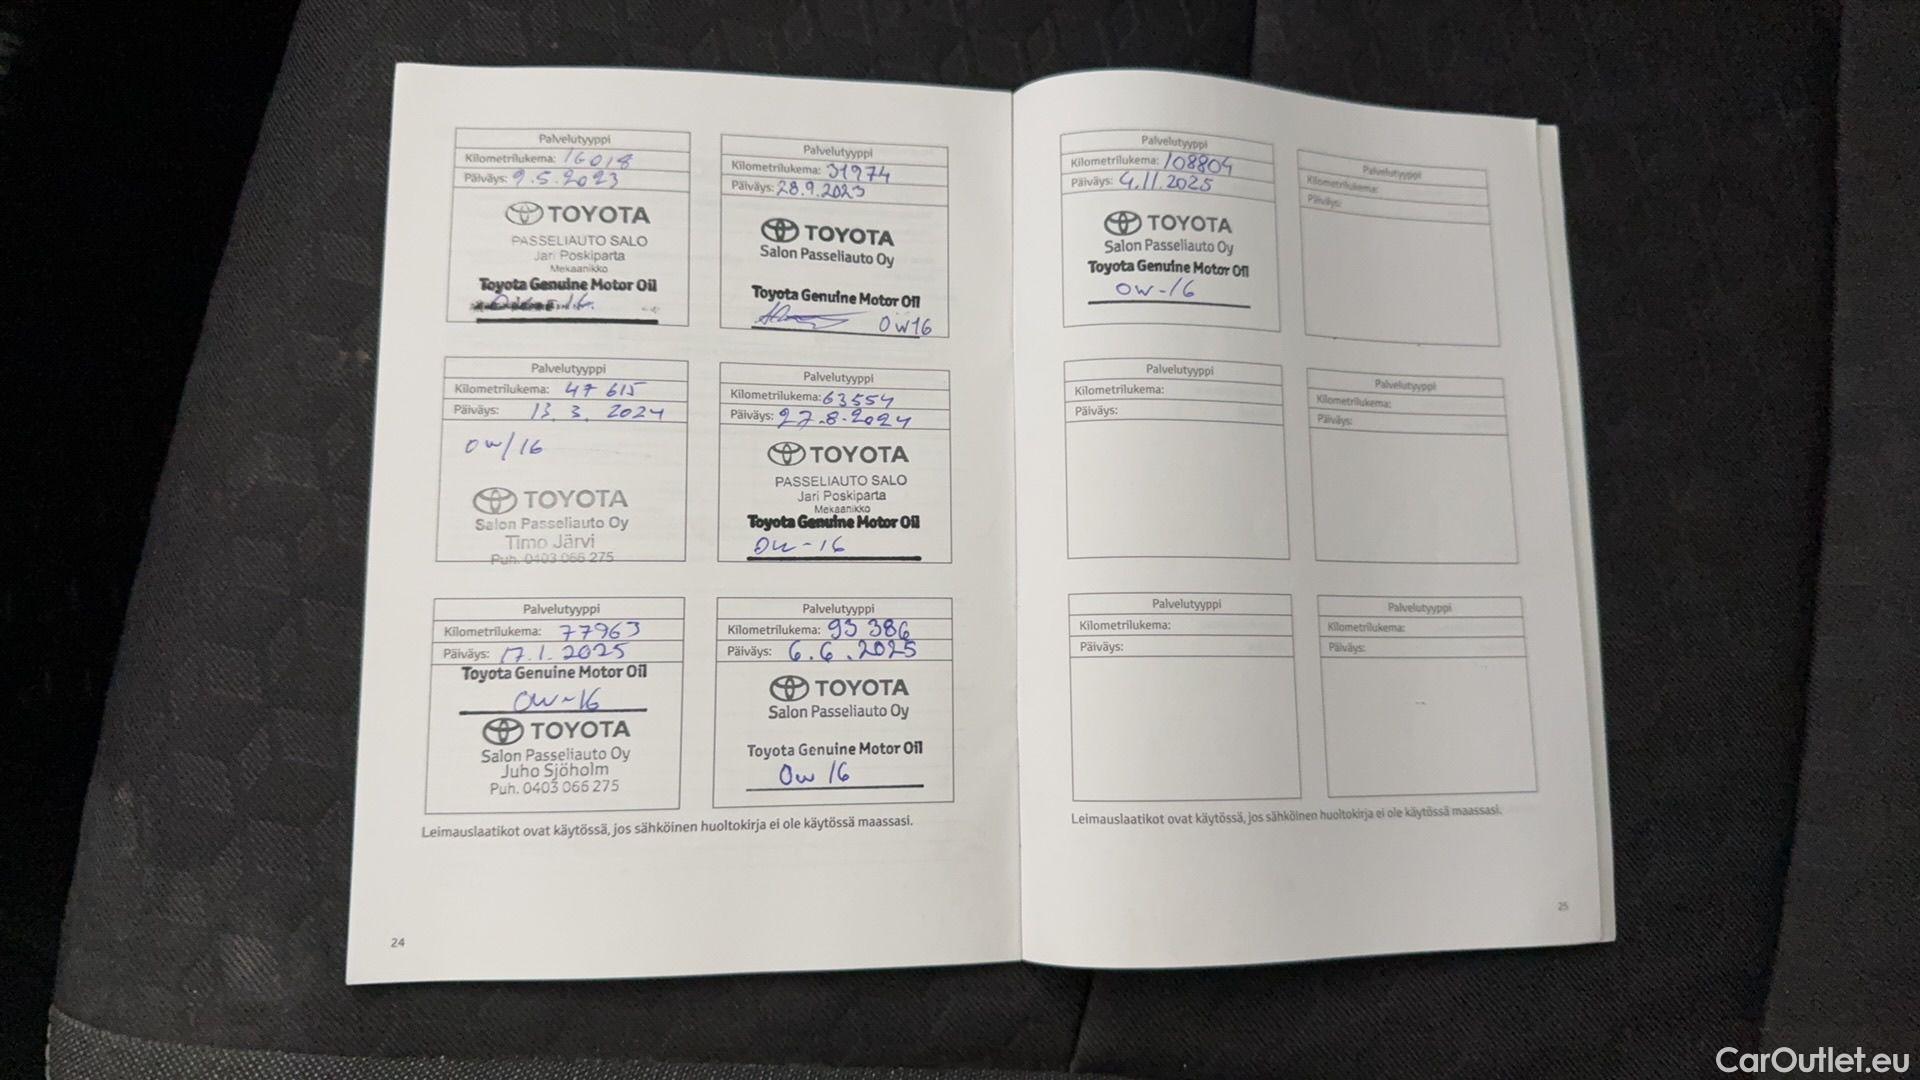 Palvelutyyppi
Kilometrilukema: 16018
Päiväys: 9.5.2023
TOYOTA
PASSELIAUTO SALO
Jari Poskiparta
Mekaanikko
Toyota Genuine Motor Oil
Palvelutyyppi
Kilometrilukema: 31974
Päiväys: 28.9.2023
TOYOTA
Salon Passeliauto Oy
Toyota Genuine Motor Oil
0W16
Palvelutyyppi
Kilometrilukema: 47 615
Päiväys: 13. 3. 2024
0W/16
TOYOTA
Salon Passeliauto Oy
Timo Järvi
Puh. 0403 066 275
Palvelutyyppi
Kilometrilukema: 63554
Päiväys: 27.8.2024
TOYOTA
PASSELIAUTO SALO
Jari Poskiparta
Mekaanikko
Toyota Genuine Motor Oil
0W-16
Palvelutyyppi
Kilometrilukema: 77963
Päiväys: 17.1.2025
Toyota Genuine Motor Oil
0W-16
TOYOTA
Salon Passeliauto Oy
Juho Sjöholm
Puh. 0403 066 275
Palvelutyyppi
Kilometrilukema: 93 386
Päiväys: 6.6.2025
TOYOTA
Salon Passeliauto Oy
Toyota Genuine Motor Oil
0W 16
Leimauslaatikot ovat käytössä, jos sähköinen huoltokirja ei ole käytössä maassasi.
24
Palvelutyyppi
Kilometrilukema: 108804
Päiväys: 4.11.2025
TOYOTA
Salon Passeliauto Oy
Toyota Genuine Motor Oil
0W-16
Palvelutyyppi
Kilometrilukema:
Päiväys:
Palvelutyyppi
Kilometrilukema:
Päiväys:
Palvelutyyppi
Kilometrilukema:
Päiväys:
Palvelutyyppi
Kilometrilukema:
Päiväys:
Palvelutyyppi
Kilometrilukema:
Päiväys:
Leimauslaatikot ovat käytössä, jos sähköinen huoltokirja ei ole käytössä maassasi.
25
CarOutlet.eu